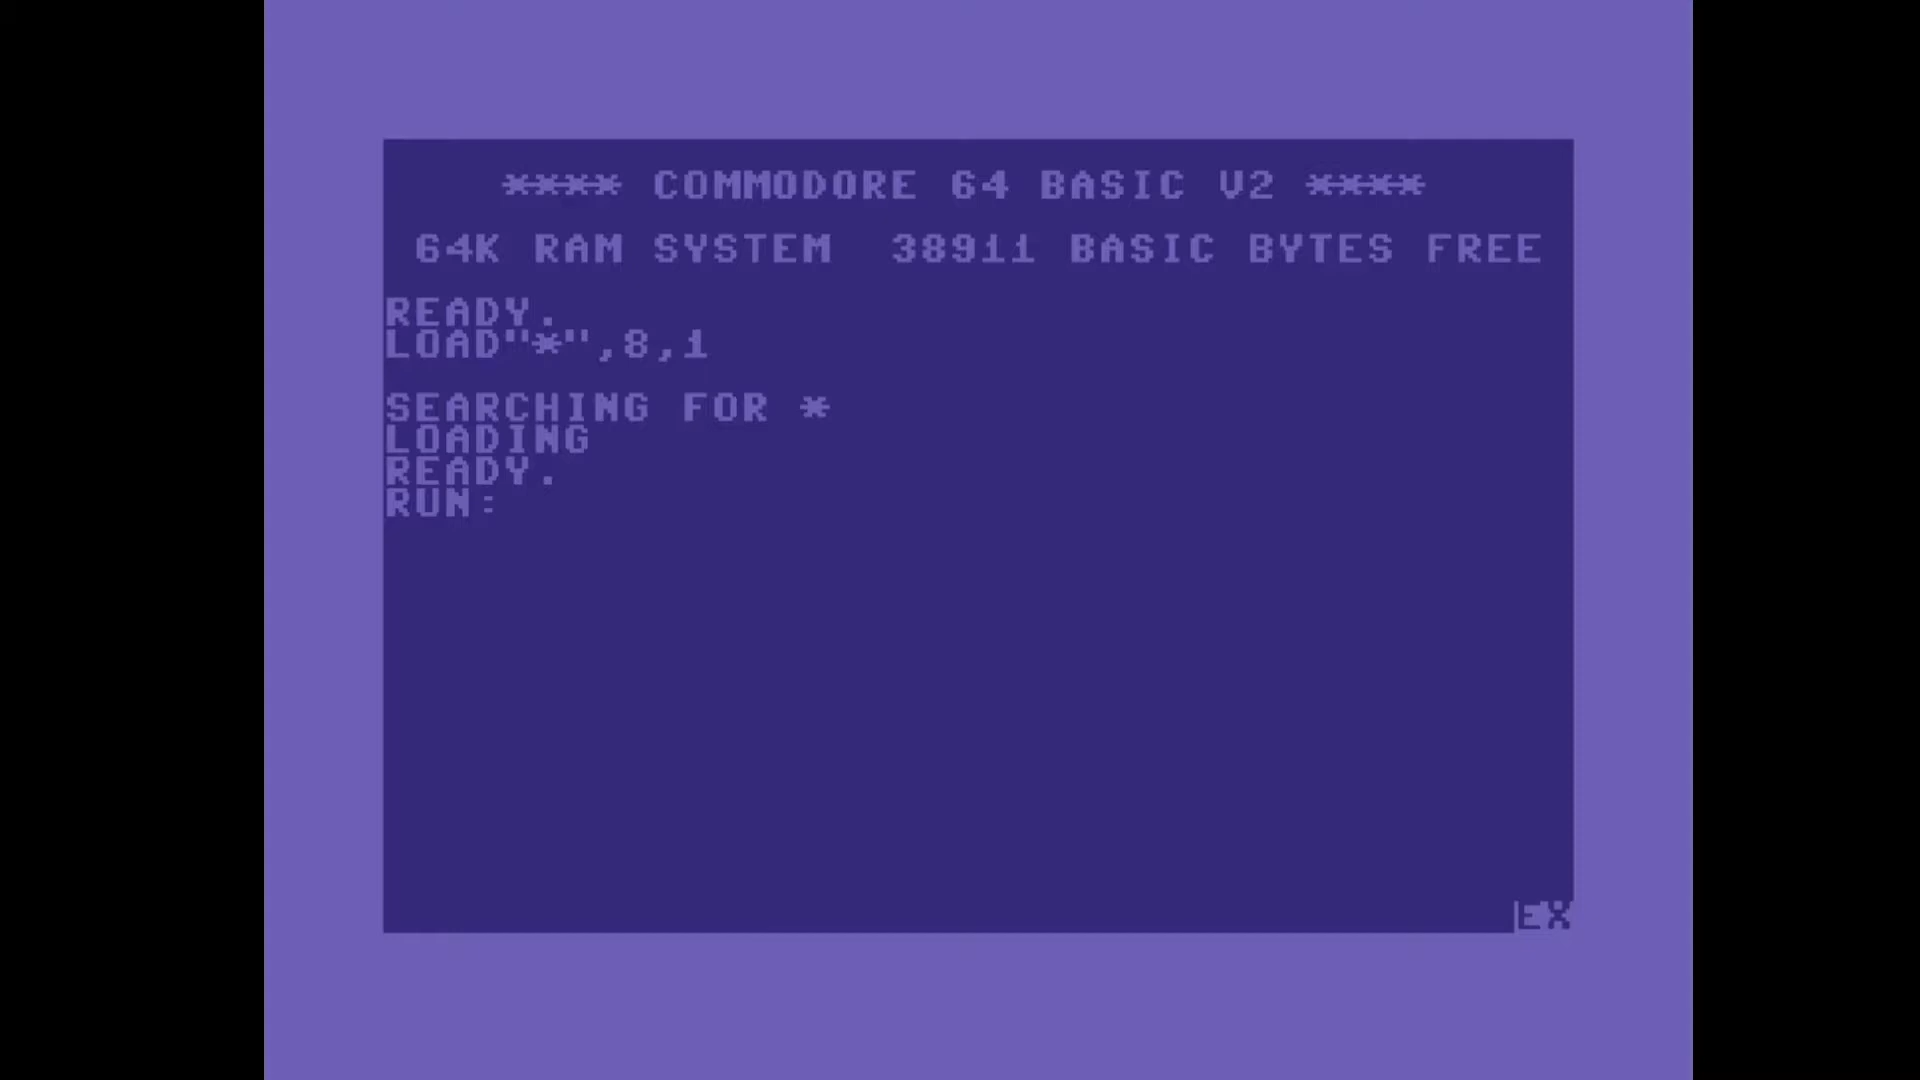 **** COMMODORE 64 BASIC V2 ****
64K RAM SYSTEM  38911 BASIC BYTES FREE
READY.
LOAD"*",8,1
SEARCHING FOR *
LOADING
READY.
RUN:
EX